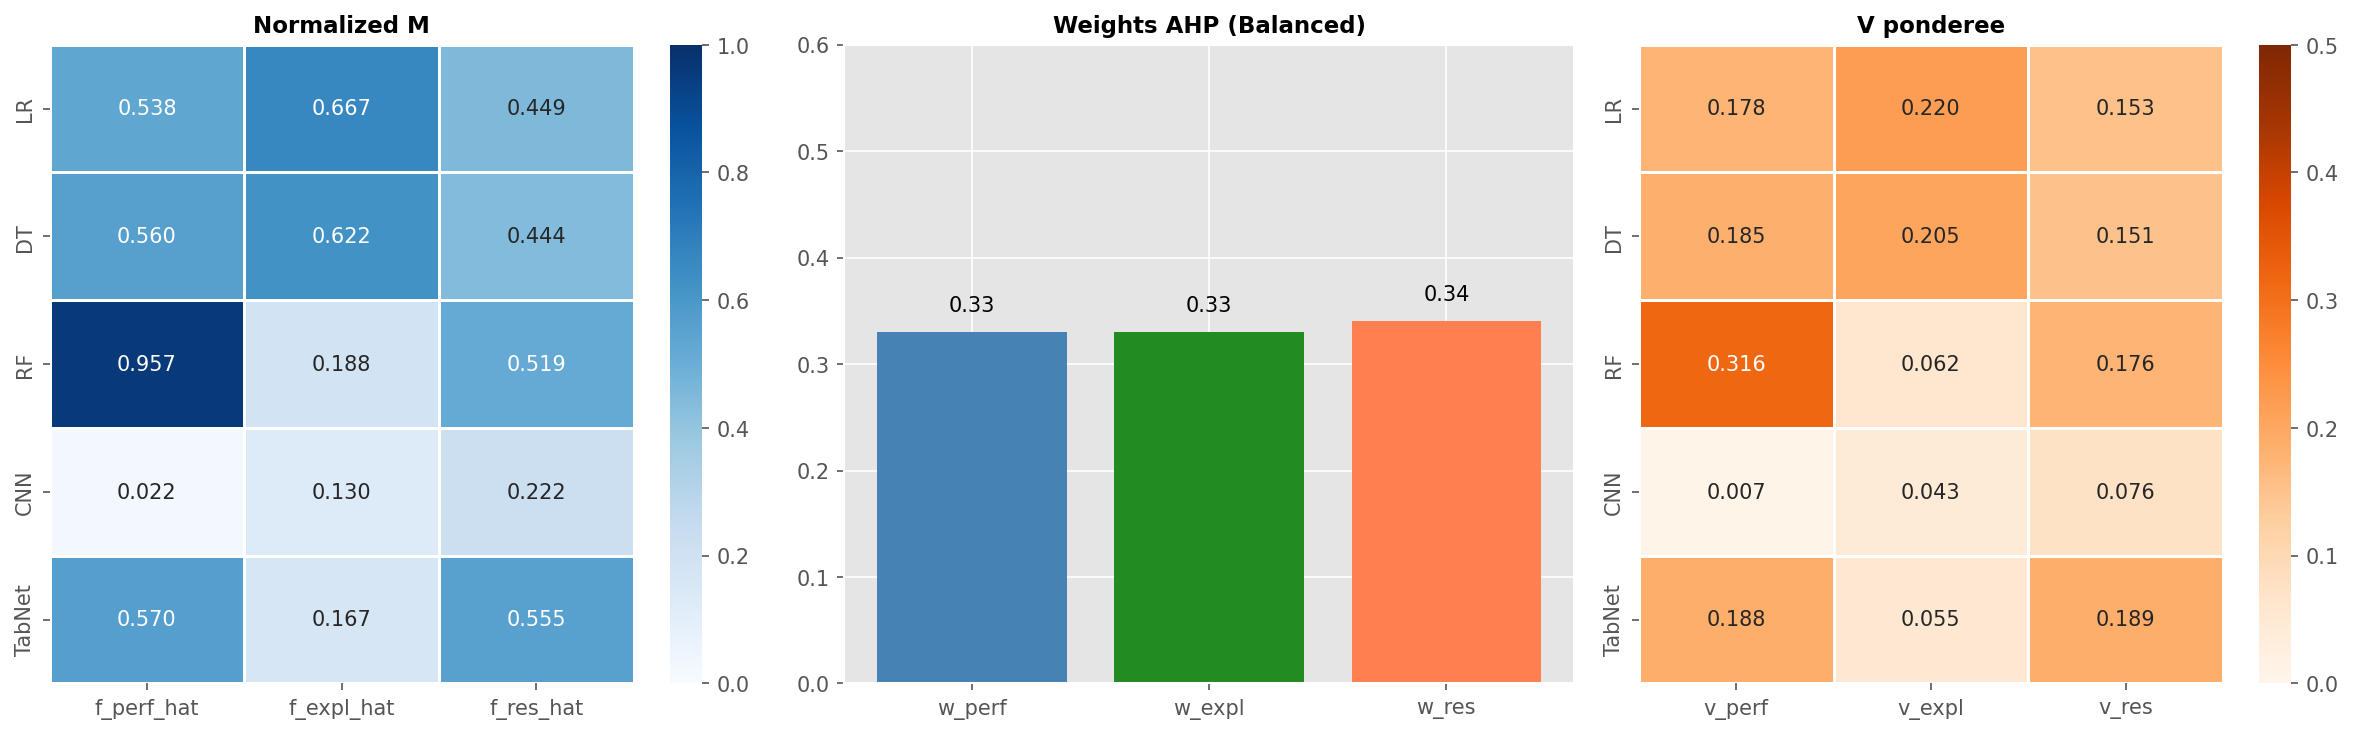 Normalized M
LR
DT
RF
CNN
TabNet
0.538 0.667 0.449
0.560 0.622 0.444
0.957 0.188 0.519
0.022 0.130 0.222
0.570 0.167 0.555
f_perf_hat f_expl_hat f_res_hat
1.0
0.8
0.6
0.4
0.2
0.0
Weights AHP (Balanced)
0.6
0.5
0.4
0.3
0.2
0.1
0.0
0.33 0.33 0.34
w_perf w_expl w_res
V ponderee
LR
DT
RF
CNN
TabNet
0.178 0.220 0.153
0.185 0.205 0.151
0.316 0.062 0.176
0.007 0.043 0.076
0.188 0.055 0.189
v_perf v_expl v_res
0.5
0.4
0.3
0.2
0.1
0.0